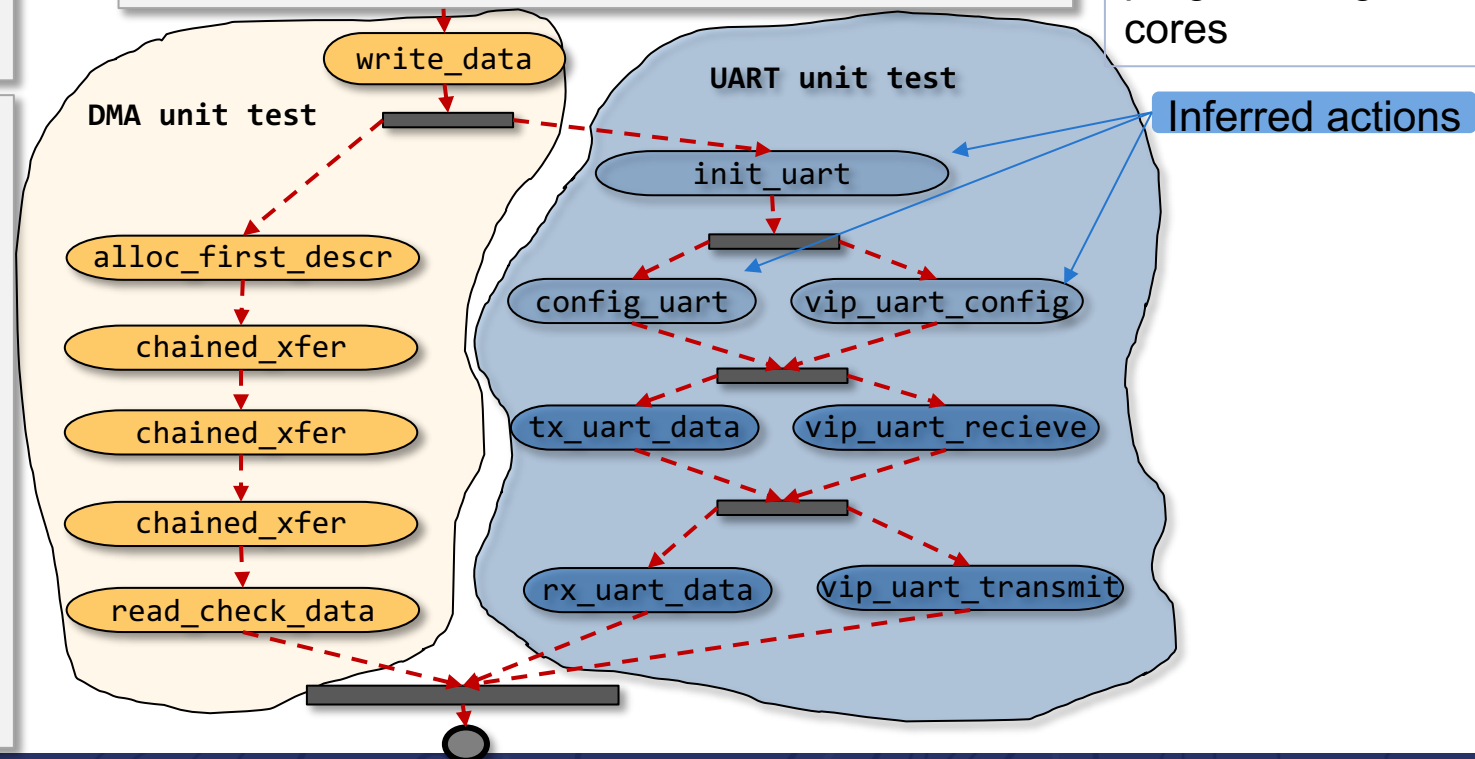 cores
write_data
UART unit test
DMA unit test
Inferred actions
init_uart
alloc_first_descr
config_uart
vip_uart_config
chained_xfer
chained_xfer
tx_uart_data
vip_uart_recieve
chained_xfer
rx_uart_data
vip_uart_transmit
read_check_data